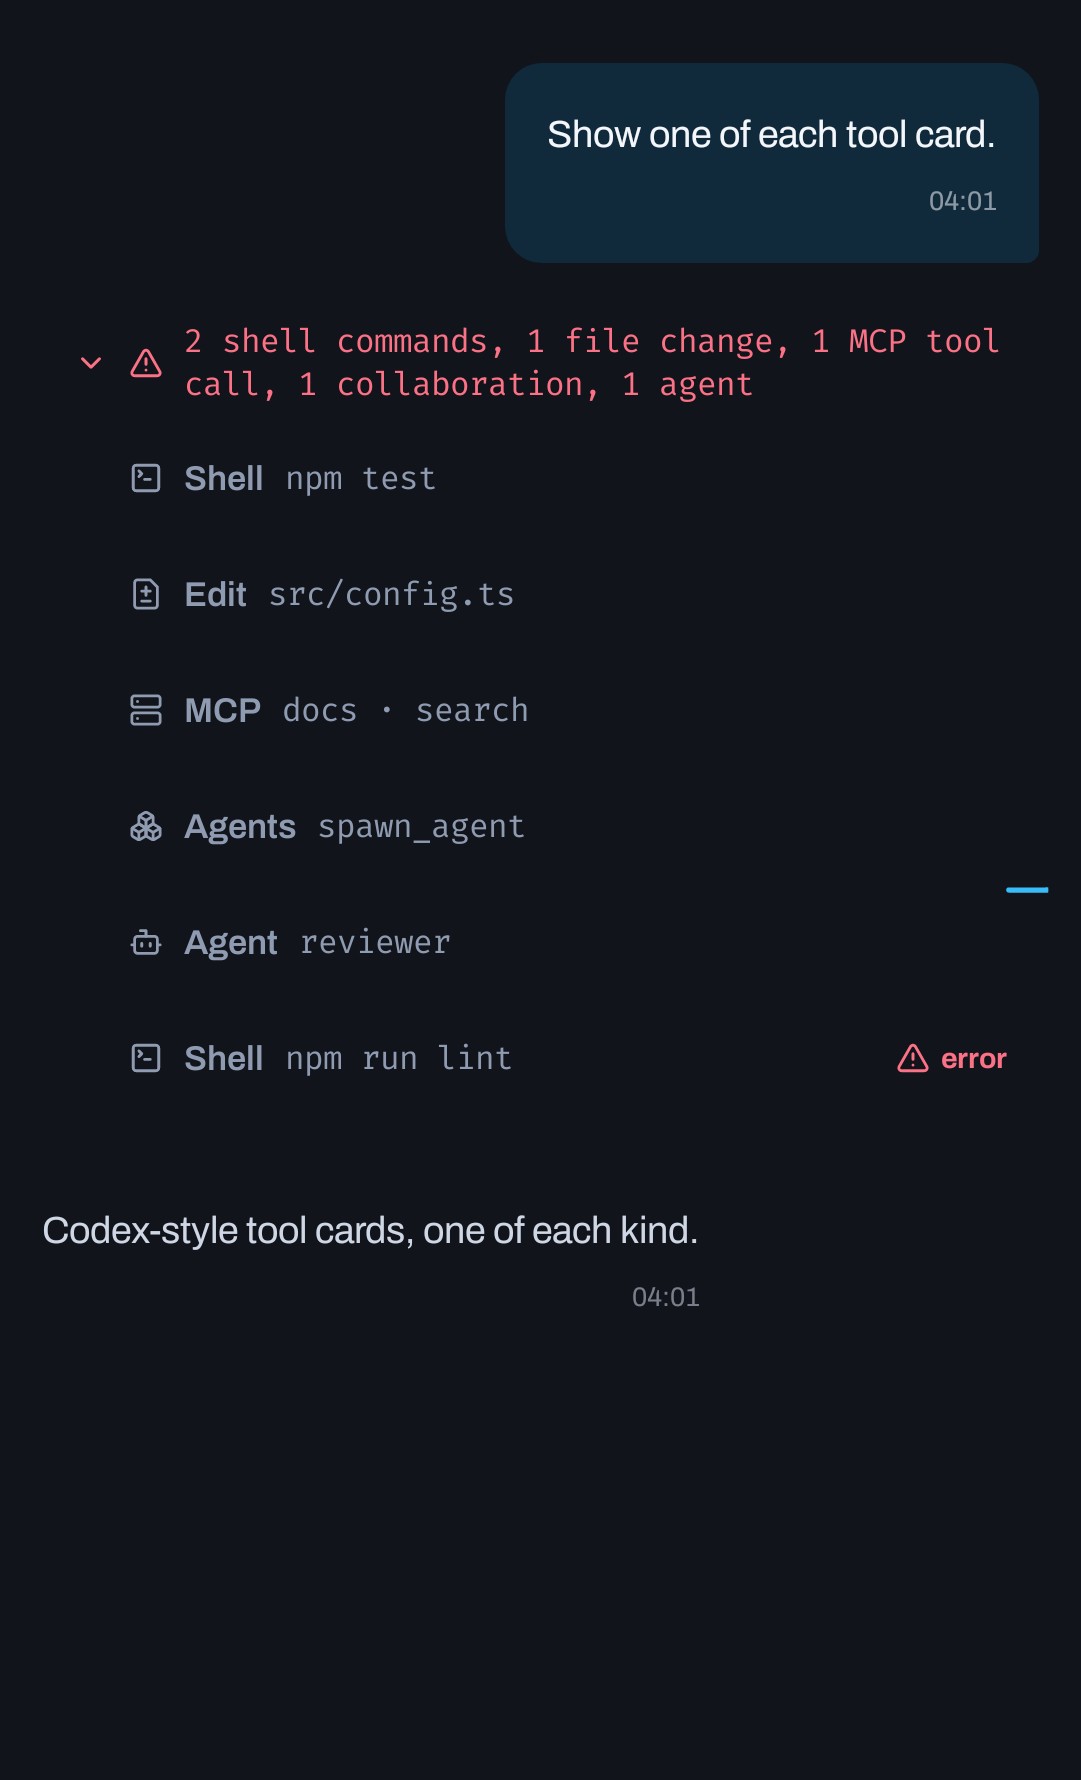 Show one of each tool card.
04:01
2 shell commands, 1 file change, 1 MCP tool
call, 1 collaboration, 1 agent
Shell npm test
Edit src/config.ts
MCP docs · search
Agents spawn_agent
Agent reviewer
Shell npm run lint error
Codex-style tool cards, one of each kind.
04:01